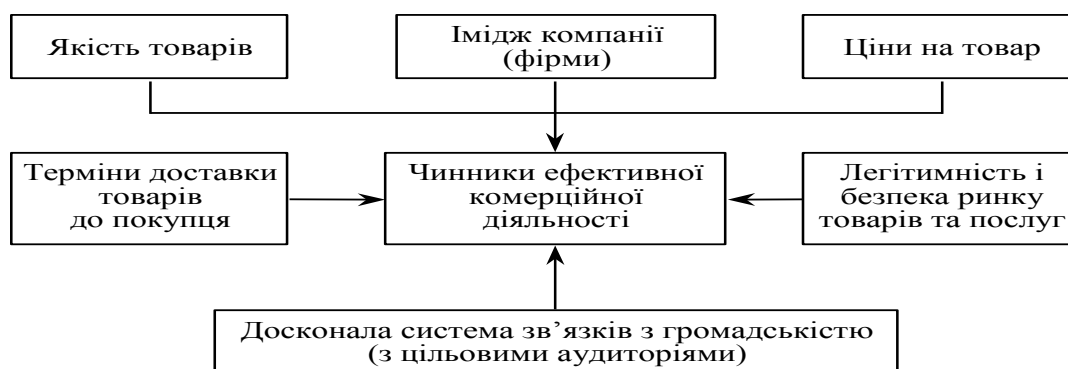 Якість товарів
Імідж компанії
(фірми)
Ціни на товар
Терміни доставки
товарів
до покупця
Чинники ефективної
комерційної
діяльності
Легітимність і
безпека ринку
товарів та послуг
Досконала система зв’язків з громадськістю
(з цільовими аудиторіями)